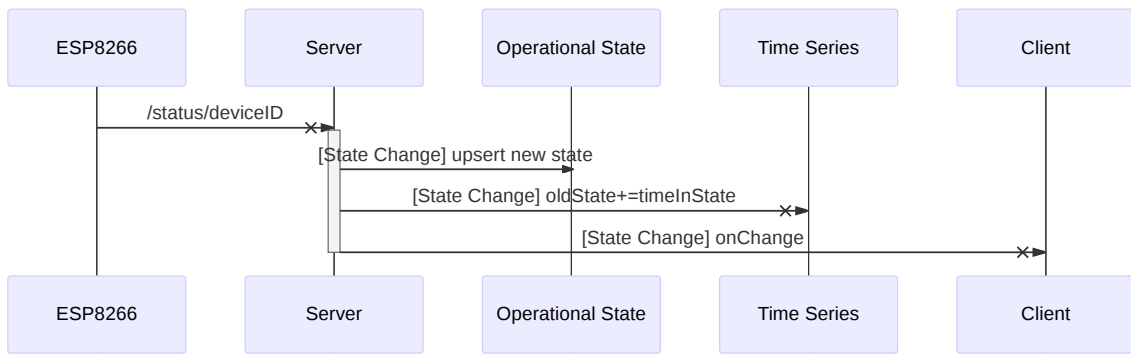 ESP8266
Server
Operational State
Time Series
Client
/status/deviceID
[State Change] upsert new state
[State Change] oldState+=timeInState
[State Change] onChange
ESP8266
Server
Operational State
Time Series
Client